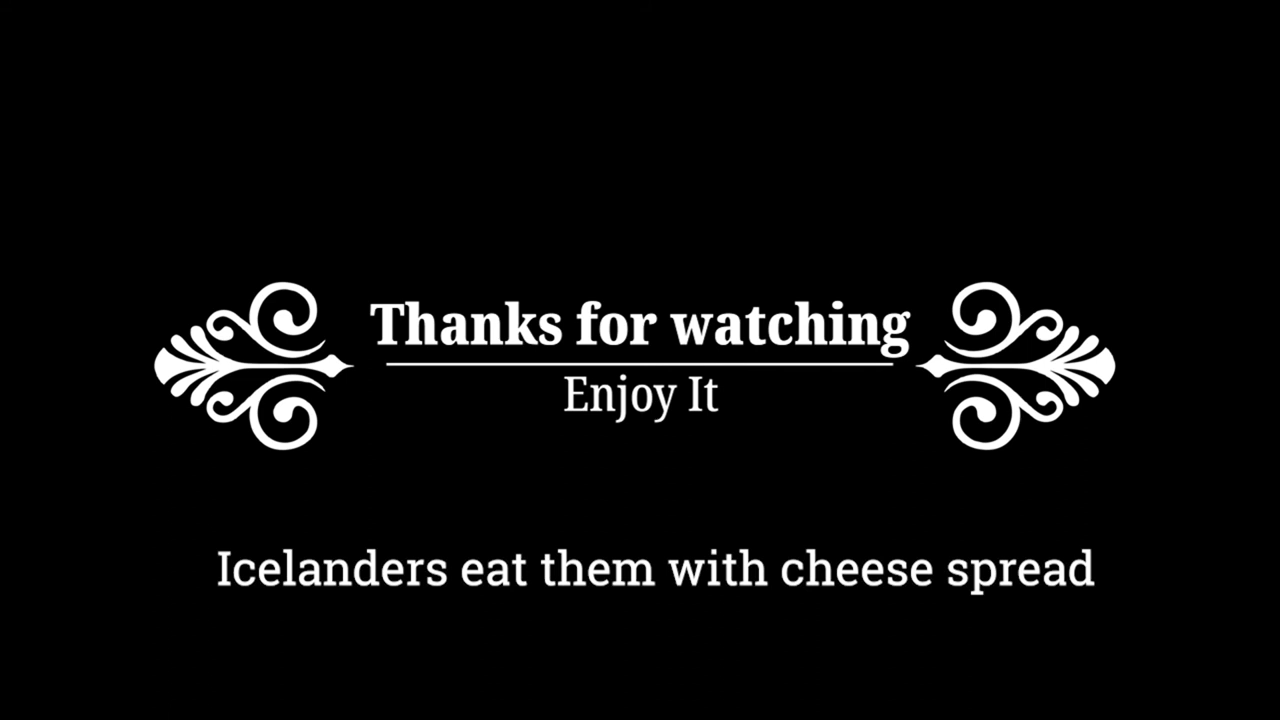 Thanks for watching
Enjoy It
Icelanders eat them with cheese spread